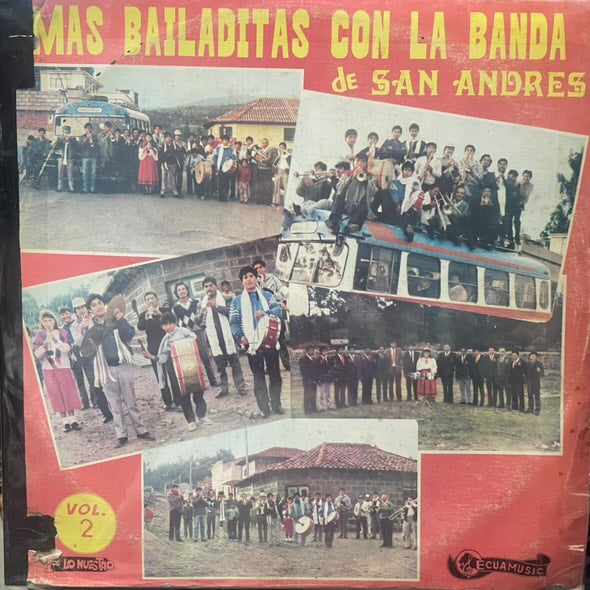 MAS BAILADITAS CON LA BANDA
de SAN ANDRES
VOL.
2
LO NUESTRO
ECUAMUSIC